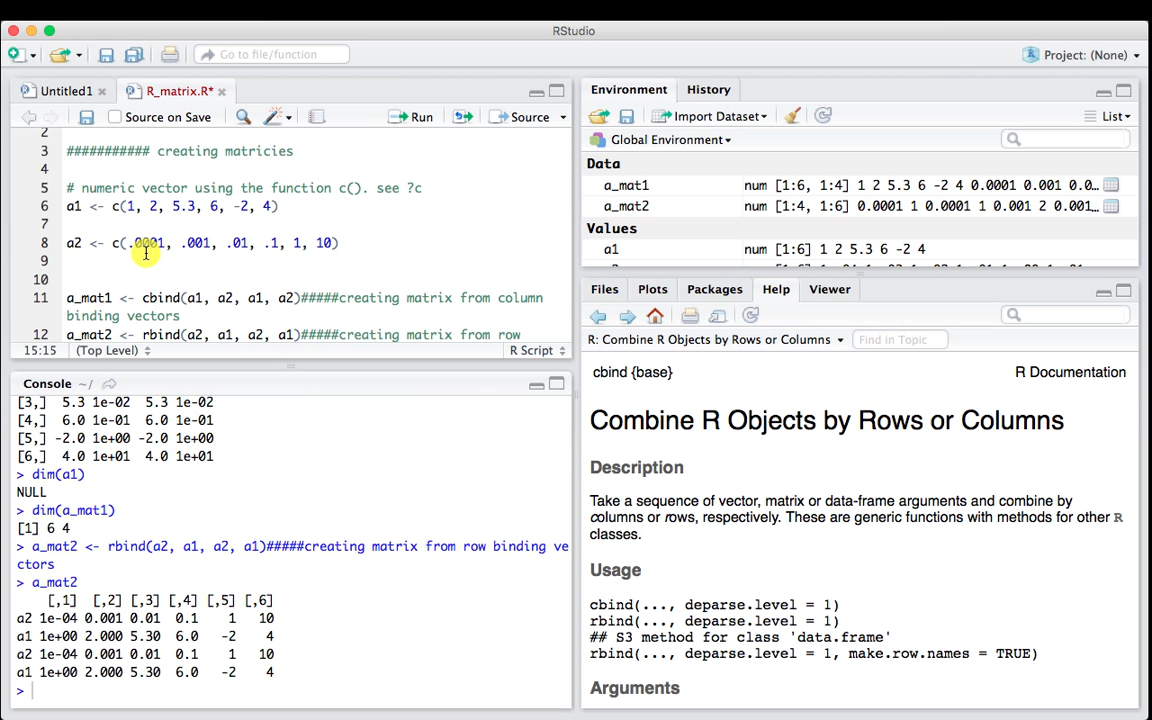 RStudio
Go to file/function
Project: (None)
Untitled1
R_matrix.R*
Source on Save
Run
Source
2
3 ########### creating matricies
4
5 # numeric vector using the function c(). see ?c
6 a1 <- c(1, 2, 5.3, 6, -2, 4)
7
8 a2 <- c(.0001, .001, .01, .1, 1, 10)
9
10
11 a_mat1 <- cbind(a1, a2, a1, a2)#####creating matrix from column
binding vectors
12 a_mat2 <- rbind(a2, a1, a2, a1)#####creating matrix from row
15:15 (Top Level) R Script
Console ~/
[3,] 5.3 1e-02 5.3 1e-02
[4,] 6.0 1e-01 6.0 1e-01
[5,] -2.0 1e+00 -2.0 1e+00
[6,] 4.0 1e+01 4.0 1e+01
> dim(a1)
NULL
> dim(a_mat1)
[1] 6 4
> a_mat2 <- rbind(a2, a1, a2, a1)#####creating matrix from row binding ve
ctors
> a_mat2
[,1] [,2] [,3] [,4] [,5] [,6]
a2 1e-04 0.001 0.01 0.1 1 10
a1 1e+00 2.000 5.30 6.0 -2 4
a2 1e-04 0.001 0.01 0.1 1 10
a1 1e+00 2.000 5.30 6.0 -2 4
>
Environment History
Import Dataset List
Global Environment
Data
a_mat1 num [1:6, 1:4] 1 2 5.3 6 -2 4 0.0001 0.001 0.0…
a_mat2 num [1:4, 1:6] 0.0001 1 0.0001 1 0.001 2 0.001…
Values
a1 num [1:6] 1 2 5.3 6 -2 4
Files Plots Packages Help Viewer
R: Combine R Objects by Rows or Columns Find in Topic
cbind {base} R Documentation
Combine R Objects by Rows or Columns
Description
Take a sequence of vector, matrix or data-frame arguments and combine by
columns or rows, respectively. These are generic functions with methods for other R
classes.
Usage
cbind(..., deparse.level = 1)
rbind(..., deparse.level = 1)
## S3 method for class 'data.frame'
rbind(..., deparse.level = 1, make.row.names = TRUE)
Arguments